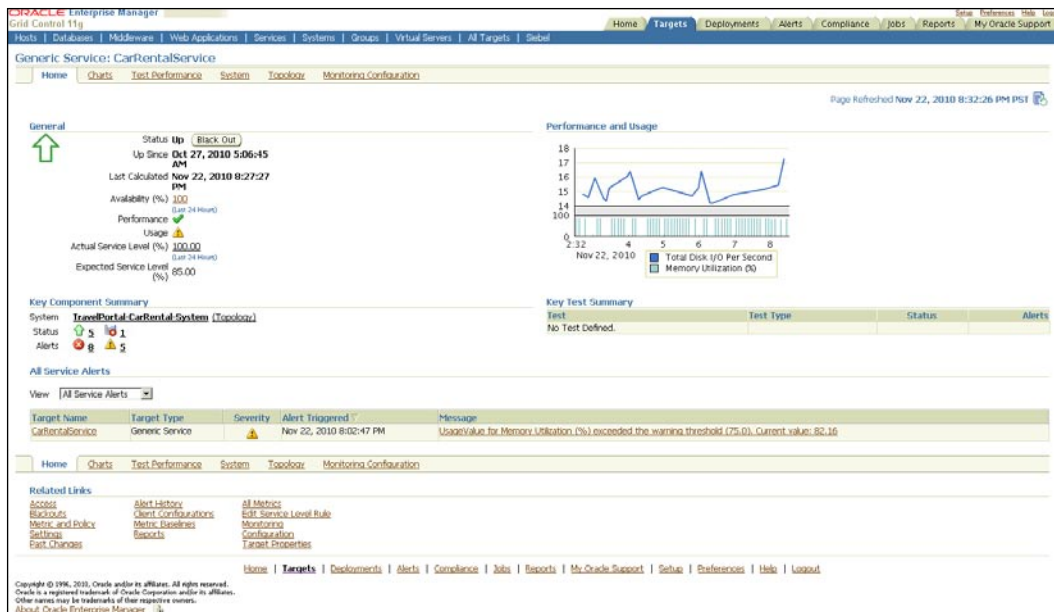 ORACLE Enterprise Manager
Grid Control 11g
Setup Preferences Help Log
Home Targets Deployments Alerts Compliance Jobs Reports My Oracle Support
Hosts | Databases | Middleware | Web Applications | Services | Systems | Groups | Virtual Servers | All Targets | Siebel
Generic Service: CarRentalService
Home Charts Test Performance System Topology Monitoring Configuration
Page Refreshed Nov 22, 2010 8:32:26 PM PST
General
Status Up Black Out
Up Since Oct 27, 2010 5:06:45 AM
Last Calculated Nov 22, 2010 8:27:27 PM
Availability (%) 100
(Last 24 Hours)
Performance
Usage
Actual Service Level (%) 100.00
(Last 24 Hours)
Expected Service Level (%) 85.00
Performance and Usage
18
17
16
15
14
100
0
2:32 4 5 6 7 8
Nov 22, 2010
Total Disk I/O Per Second
Memory Utilization (%)
Key Component Summary
System TravelPortal-CarRental-System (Topology)
Status 5 1
Alerts 8 5
Key Test Summary
Test Test Type Status Alerts
No Test Defined.
All Service Alerts
View All Service Alerts
Target Name Target Type Severity Alert Triggered Message
CarRentalService Generic Service Nov 22, 2010 8:02:47 PM UsageValue for Memory Utilization (%) exceeded the warning threshold (75.0). Current value: 82.16
Home Charts Test Performance System Topology Monitoring Configuration
Related Links
Access
Blackouts
Metric and Policy Settings
Past Changes
Alert History
Client Configurations
Metric Baselines
Reports
All Metrics
Edit Service Level Rule
Monitoring Configuration
Target Properties
Home | Targets | Deployments | Alerts | Compliance | Jobs | Reports | My Oracle Support | Setup | Preferences | Help | Logout
Copyright © 1996, 2010, Oracle and/or its affiliates. All rights reserved.
Oracle is a registered trademark of Oracle Corporation and/or its affiliates.
Other names may be trademarks of their respective owners.
About Oracle Enterprise Manager